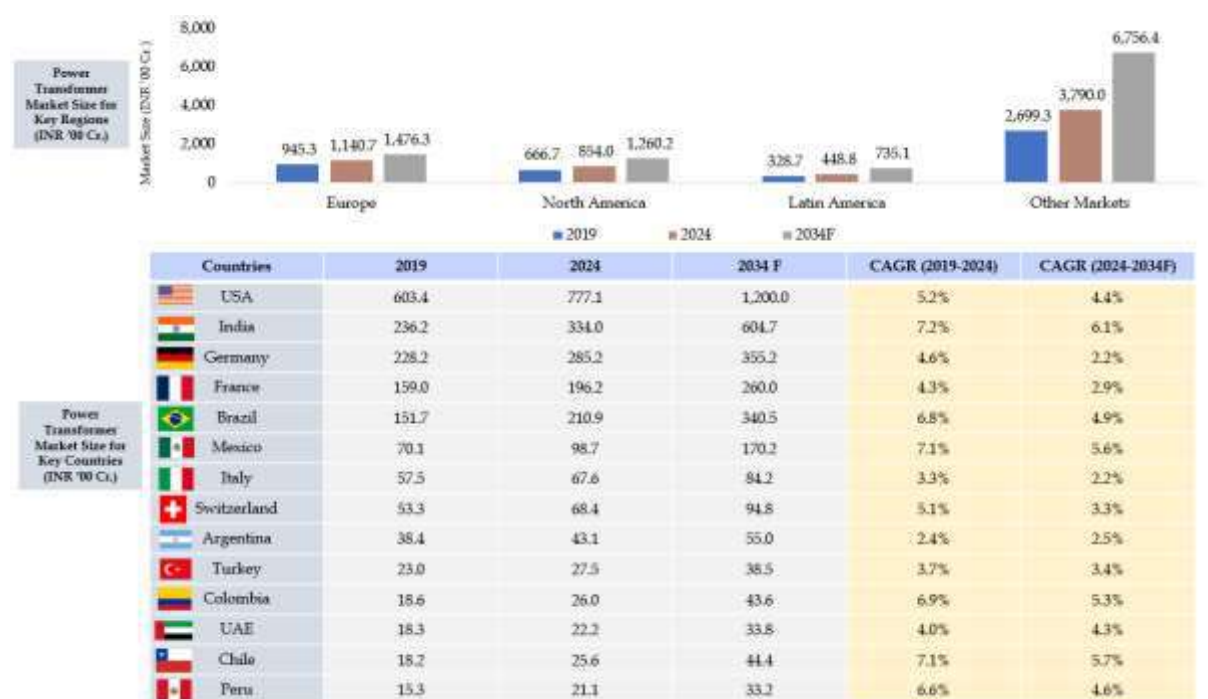 Power
Transformer
Market Size for
Key Regions
(INR '00 Cr.)
Market Size (INR '00 Cr.)
8,000
6,000
4,000
2,000
0
945.3 1,140.7 1,476.3
666.7 854.0 1,260.2
328.7 448.8 735.1
2,699.3 3,790.0 6,756.4
Europe North America Latin America Other Markets
2019 2024 2034F
Power
Transformer
Market Size for
Key Countries
(INR '00 Cr.)
Countries 2019 2024 2034 F CAGR (2019-2024) CAGR (2024-2034F)
USA 603.4 777.1 1,200.0 5.2% 4.4%
India 236.2 334.0 604.7 7.2% 6.1%
Germany 228.2 285.2 355.2 4.6% 2.2%
France 159.0 196.2 260.0 4.3% 2.9%
Brazil 151.7 210.9 340.5 6.8% 4.9%
Mexico 70.1 98.7 170.2 7.1% 5.6%
Italy 57.5 67.6 84.2 3.3% 2.2%
Switzerland 53.3 68.4 94.8 5.1% 3.3%
Argentina 38.4 43.1 55.0 2.4% 2.5%
Turkey 23.0 27.5 38.5 3.7% 3.4%
Colombia 18.6 26.0 43.6 6.9% 5.3%
UAE 18.3 22.2 33.8 4.0% 4.3%
Chile 18.2 25.6 44.4 7.1% 5.7%
Peru 15.3 21.1 33.2 6.6% 4.6%